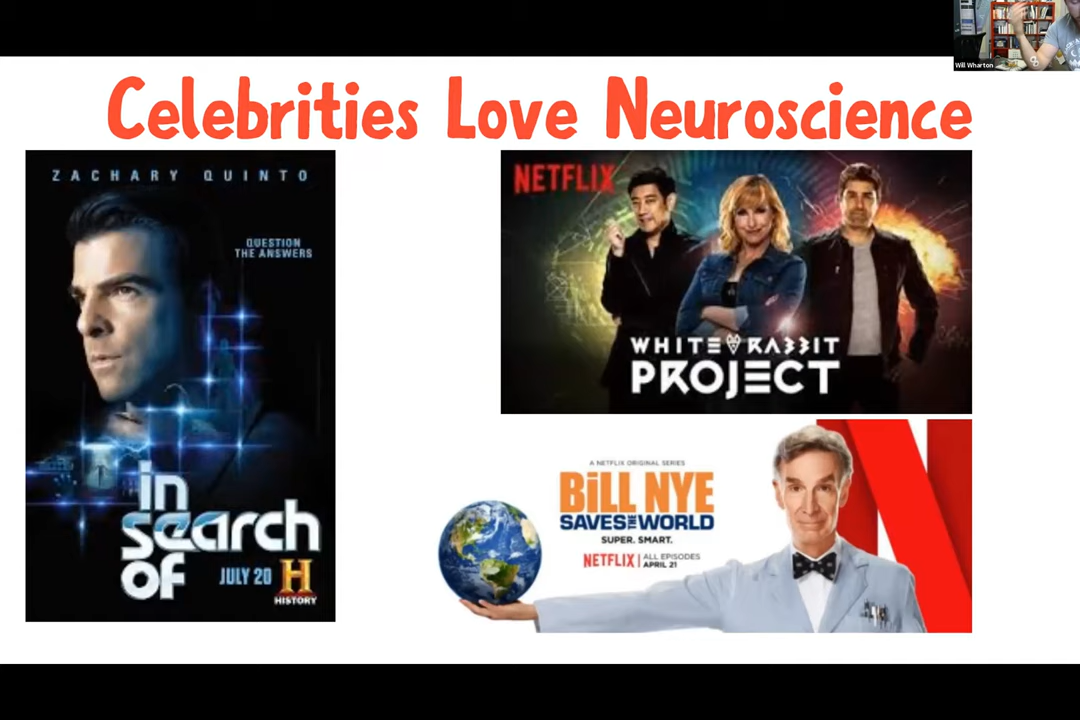 Will Wharton
Celebrities Love Neuroscience
ZACHARY QUINTO
QUESTION
THE ANSWERS
in
search
of
JULY 20
H
HISTORY
NETFLIX
WHITE RABBIT
PROJECT
A NETFLIX ORIGINAL SERIES
BILL NYE
SAVES THE WORLD
SUPER. SMART.
NETFLIX | ALL EPISODES
APRIL 21